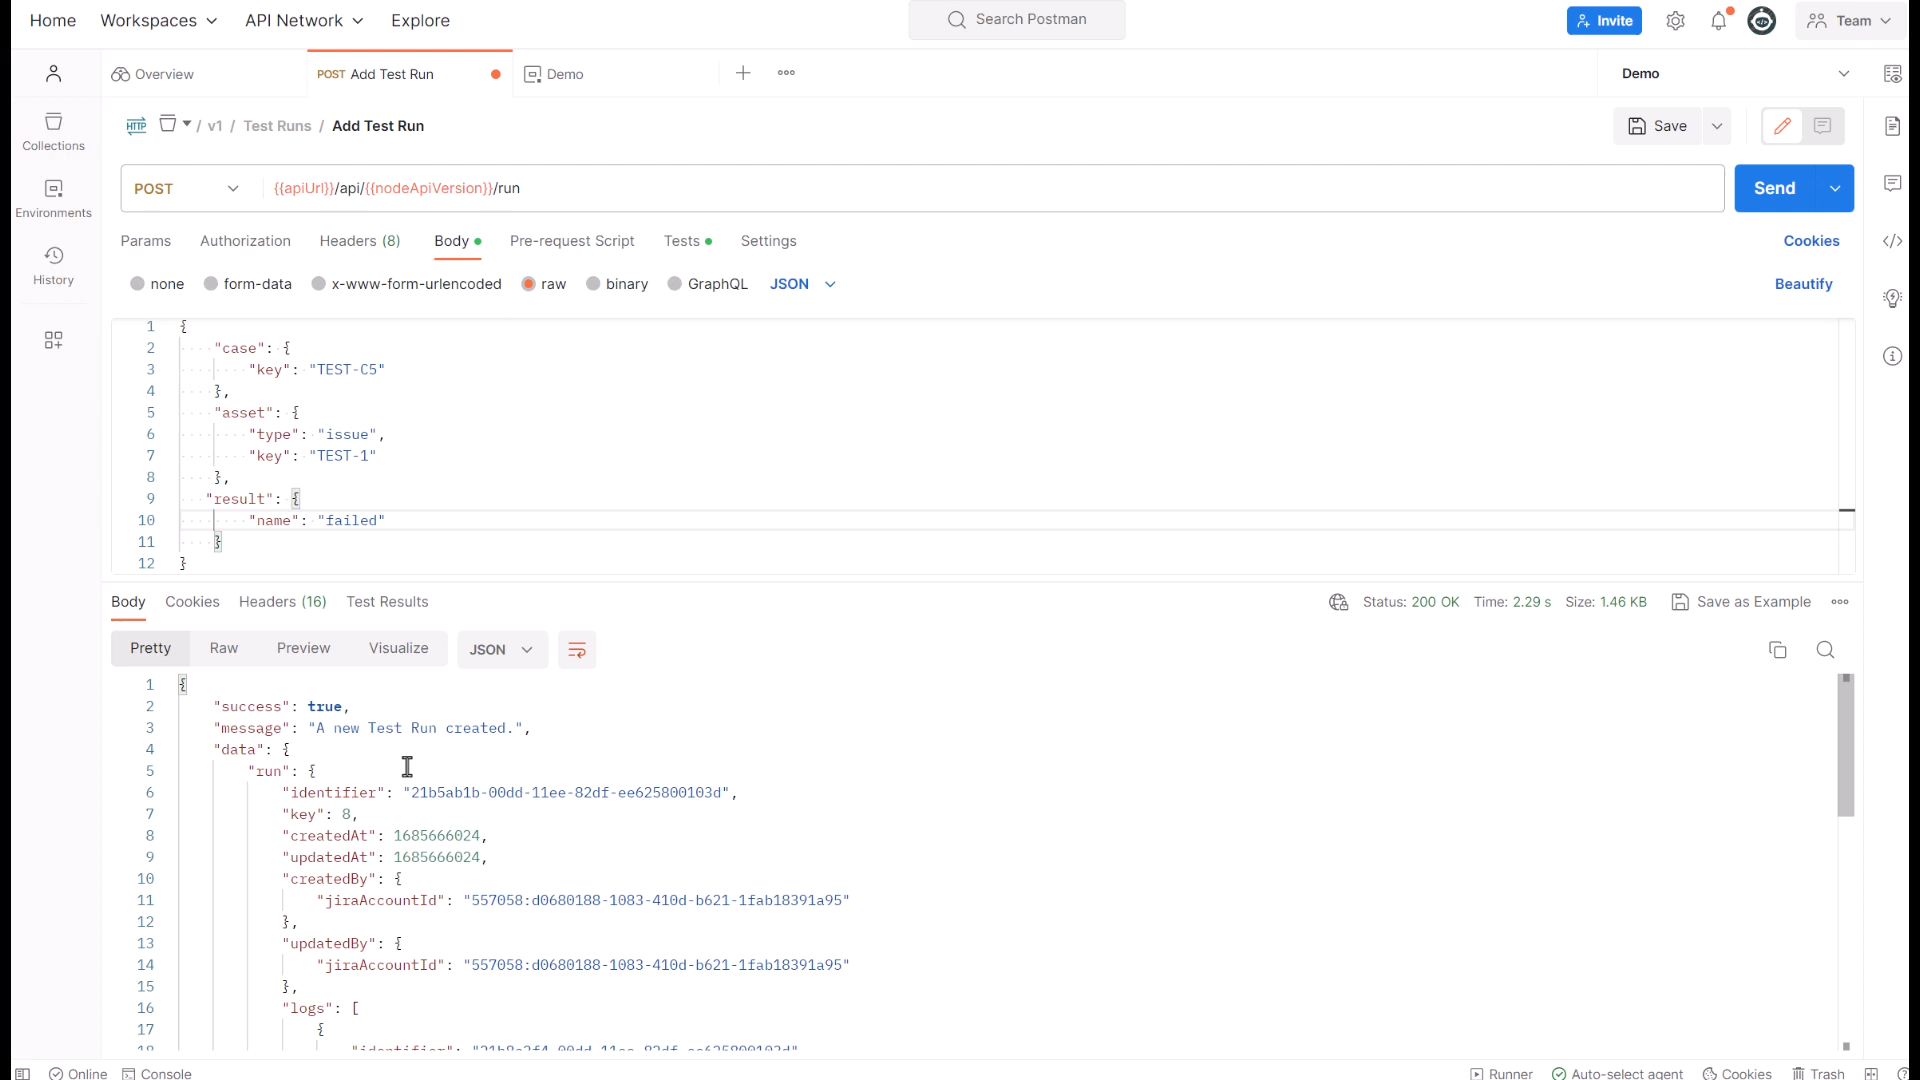 Home Workspaces API Network Explore Search Postman Invite Team
Overview POST Add Test Run Demo Demo
HTTP / v1 / Test Runs / Add Test Run Save
POST {{apiUrl}}/api/{{nodeApiVersion}}/run Send
Params Authorization Headers (8) Body Pre-request Script Tests Settings Cookies
none form-data x-www-form-urlencoded raw binary GraphQL JSON Beautify
Collections
Environments
History
1 {
2 "case": {
3 "key": "TEST-C5"
4 },
5 "asset": {
6 "type": "issue",
7 "key": "TEST-1"
8 },
9 "result": {
10 "name": "failed"
11 }
12 }
Body Cookies Headers (16) Test Results Status: 200 OK Time: 2.29 s Size: 1.46 KB Save as Example
Pretty Raw Preview Visualize JSON
1 {
2 "success": true,
3 "message": "A new Test Run created.",
4 "data": {
5 "run": {
6 "identifier": "21b5ab1b-00dd-11ee-82df-ee625800103d",
7 "key": 8,
8 "createdAt": 1685666024,
9 "updatedAt": 1685666024,
10 "createdBy": {
11 "jiraAccountId": "557058:d0680188-1083-410d-b621-1fab18391a95"
12 },
13 "updatedBy": {
14 "jiraAccountId": "557058:d0680188-1083-410d-b621-1fab18391a95"
15 },
16 "logs": [
17 {
18
Online Console Runner Auto-select agent Cookies Trash